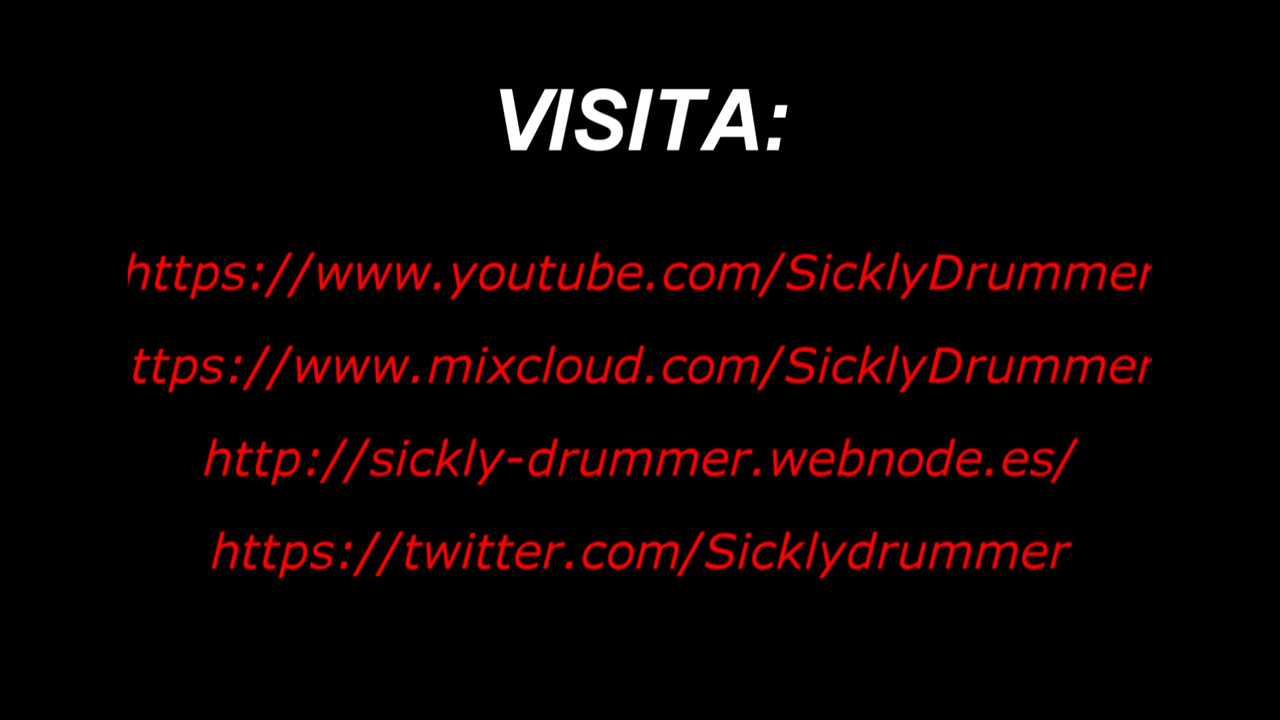 VISITA:
https://www.youtube.com/SicklyDrummer
ttps://www.mixcloud.com/SicklyDrummer
http://sickly-drummer.webnode.es/
https://twitter.com/Sicklydrummer